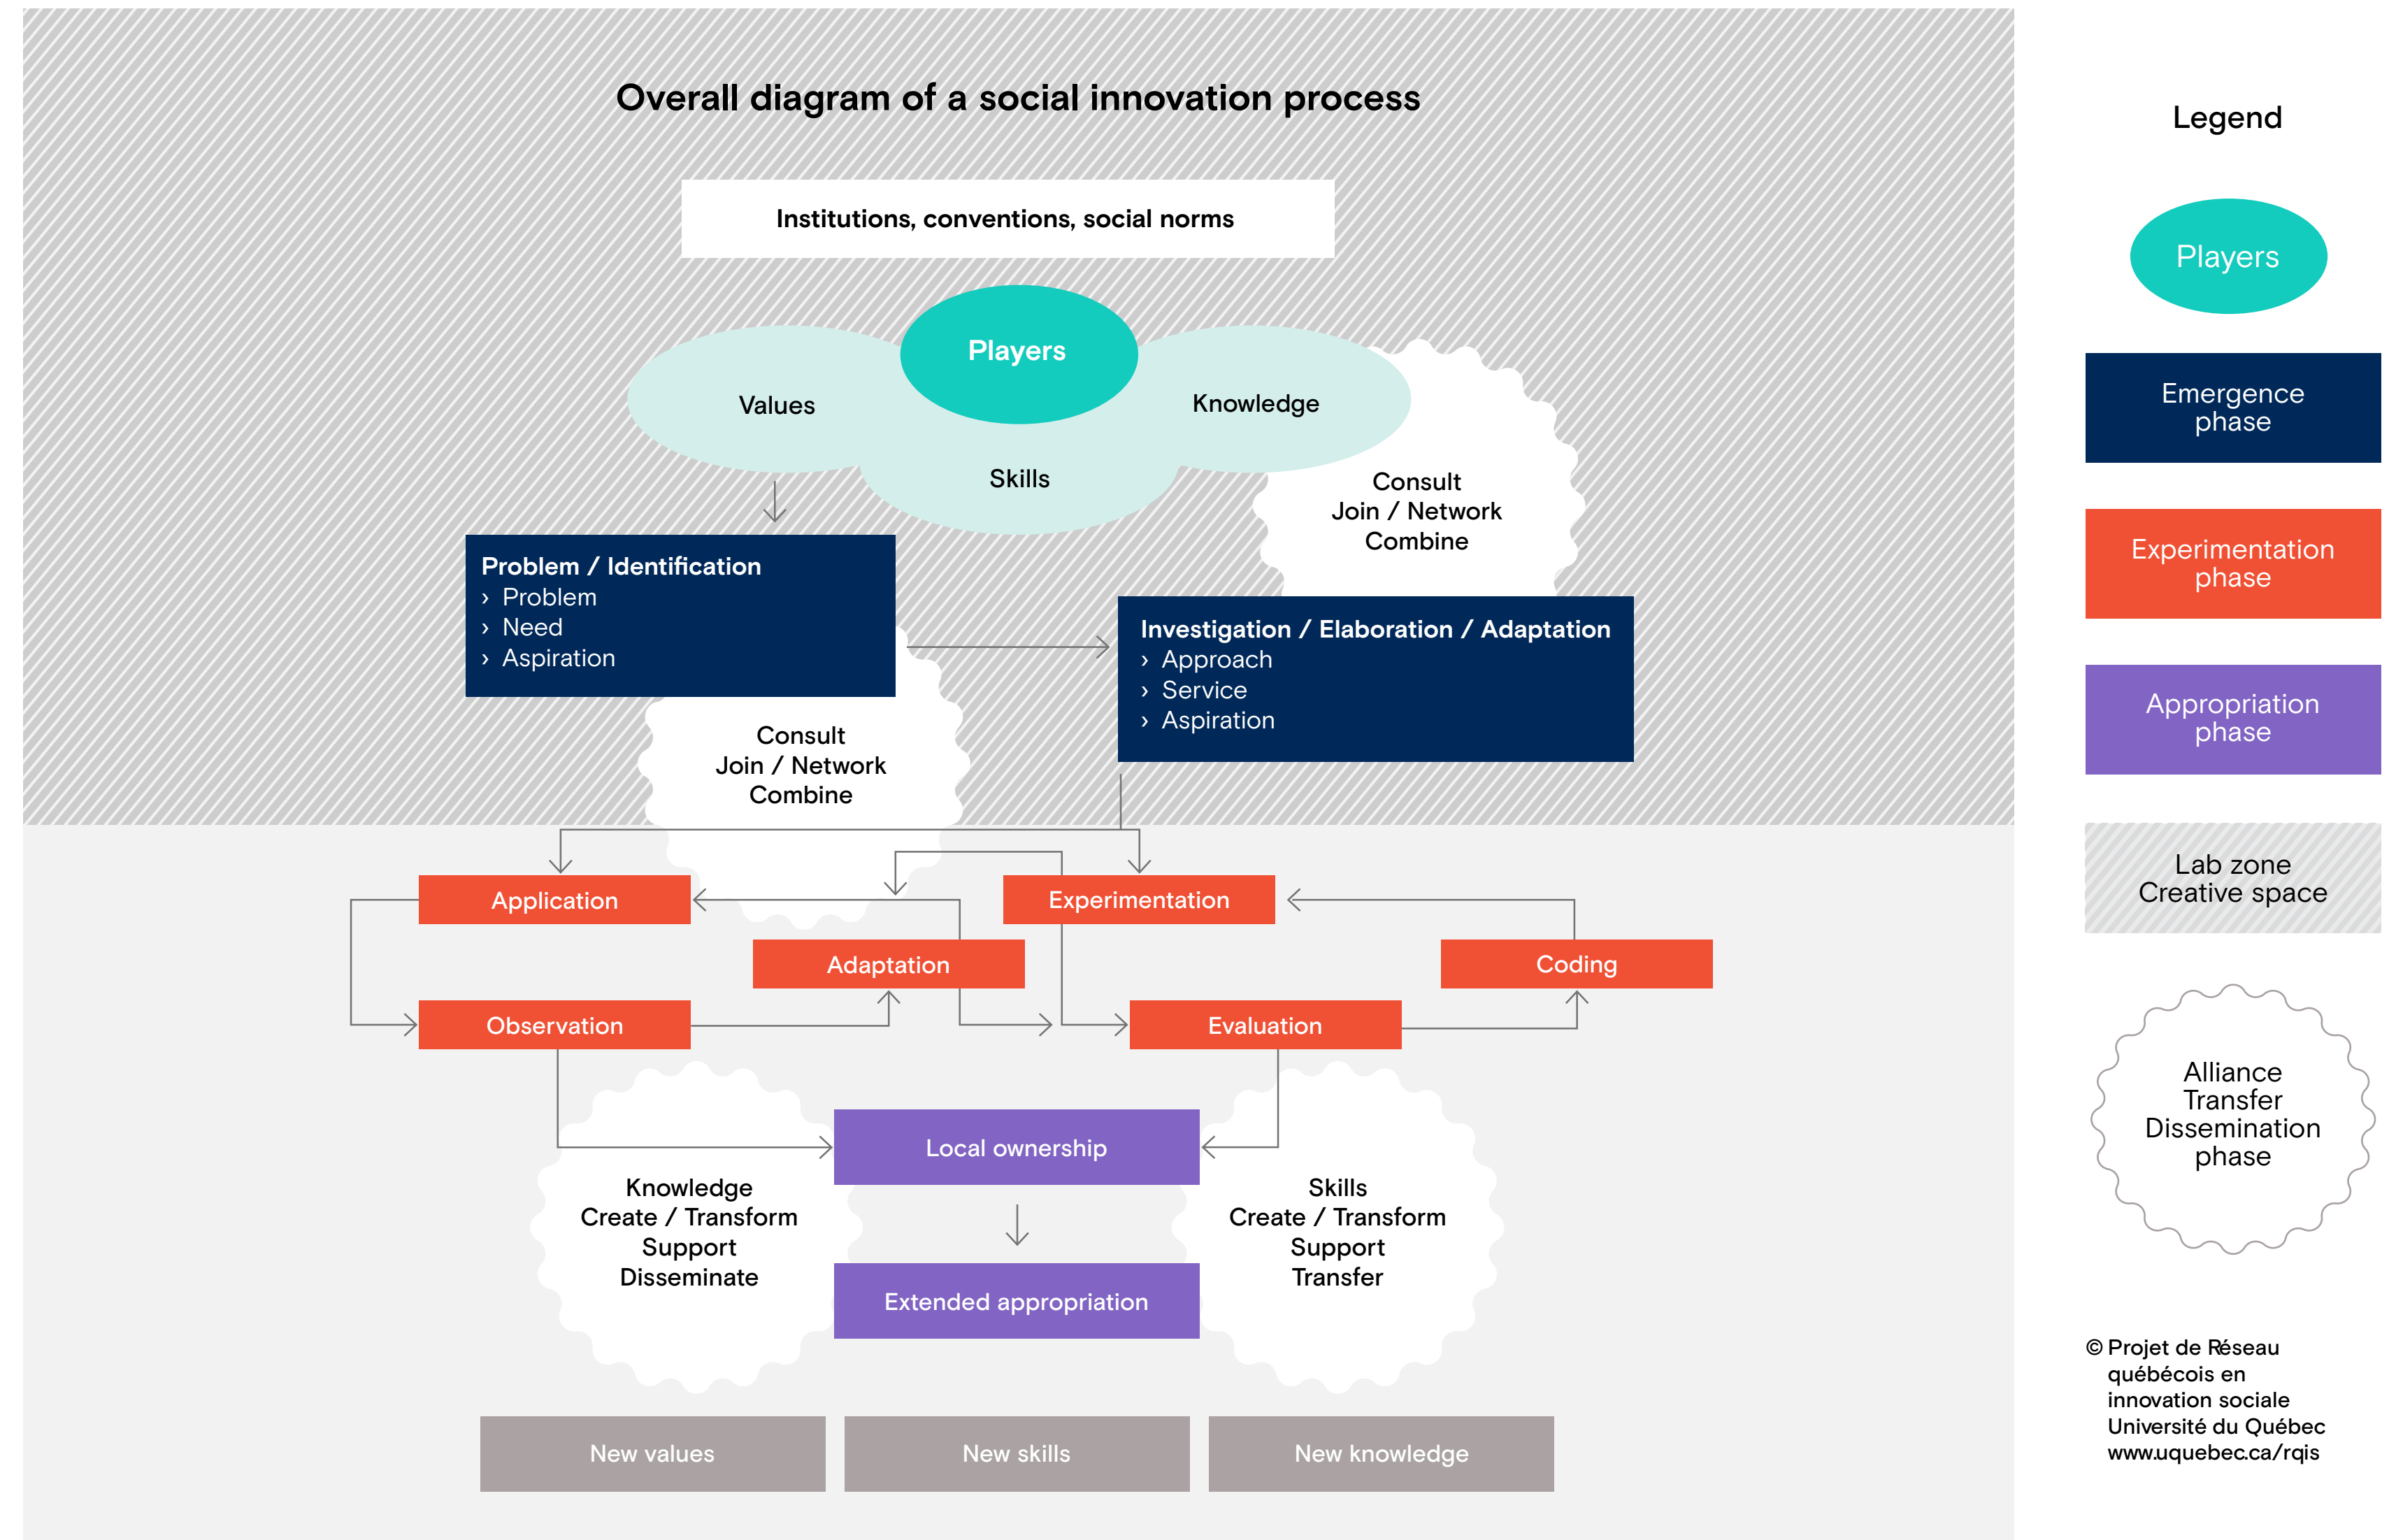 Overall diagram of a social innovation process
Institutions, conventions, social norms
Players
Values
Knowledge
Skills
Consult
Join / Network
Combine
Problem / Identification
› Problem
› Need
› Aspiration
Investigation / Elaboration / Adaptation
› Approach
› Service
› Aspiration
Consult
Join / Network
Combine
Application
Experimentation
Adaptation
Coding
Observation
Evaluation
Local ownership
Knowledge
Create / Transform
Support
Disseminate
Skills
Create / Transform
Support
Transfer
Extended appropriation
New values
New skills
New knowledge
Legend
Players
Emergence
phase
Experimentation
phase
Appropriation
phase
Lab zone
Creative space
Alliance
Transfer
Dissemination
phase
© Projet de Réseau
québécois en
innovation sociale
Université du Québec
www.uquebec.ca/rqis